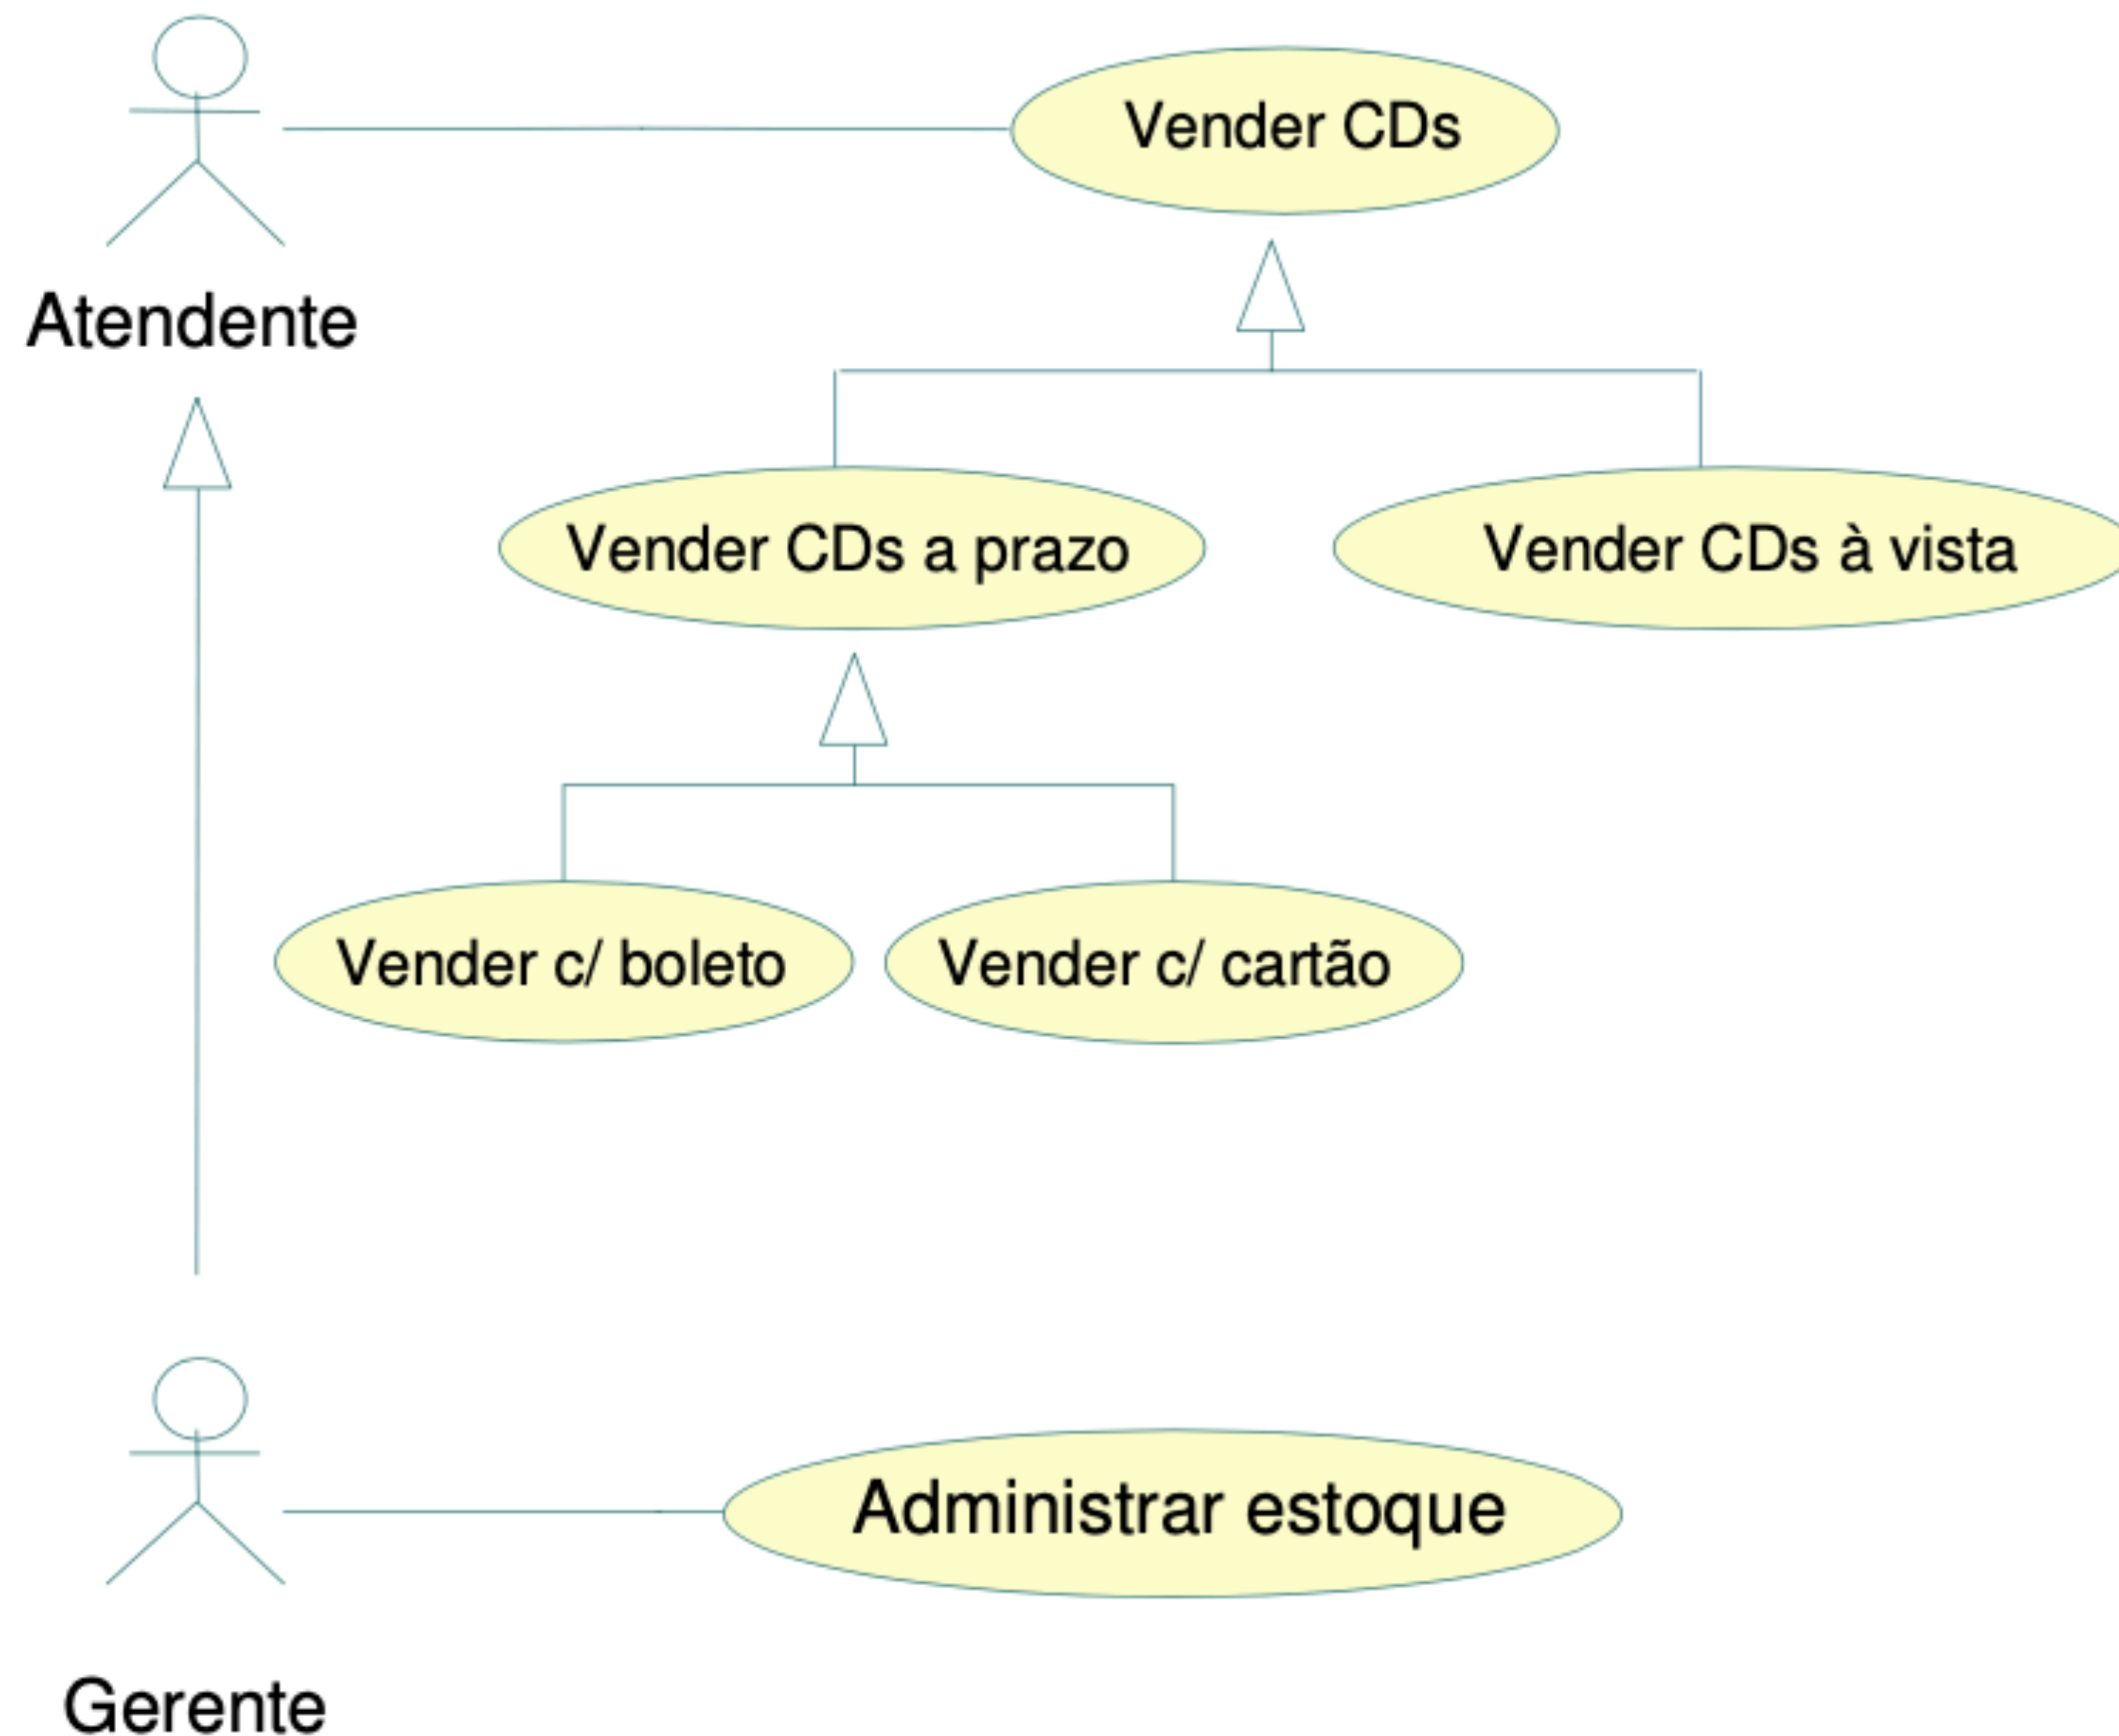 Vender CDs
Atendente
Vender CDs a prazo
Vender CDs à vista
Vender c/ boleto
Vender c/ cartão
Administrar estoque
Gerente